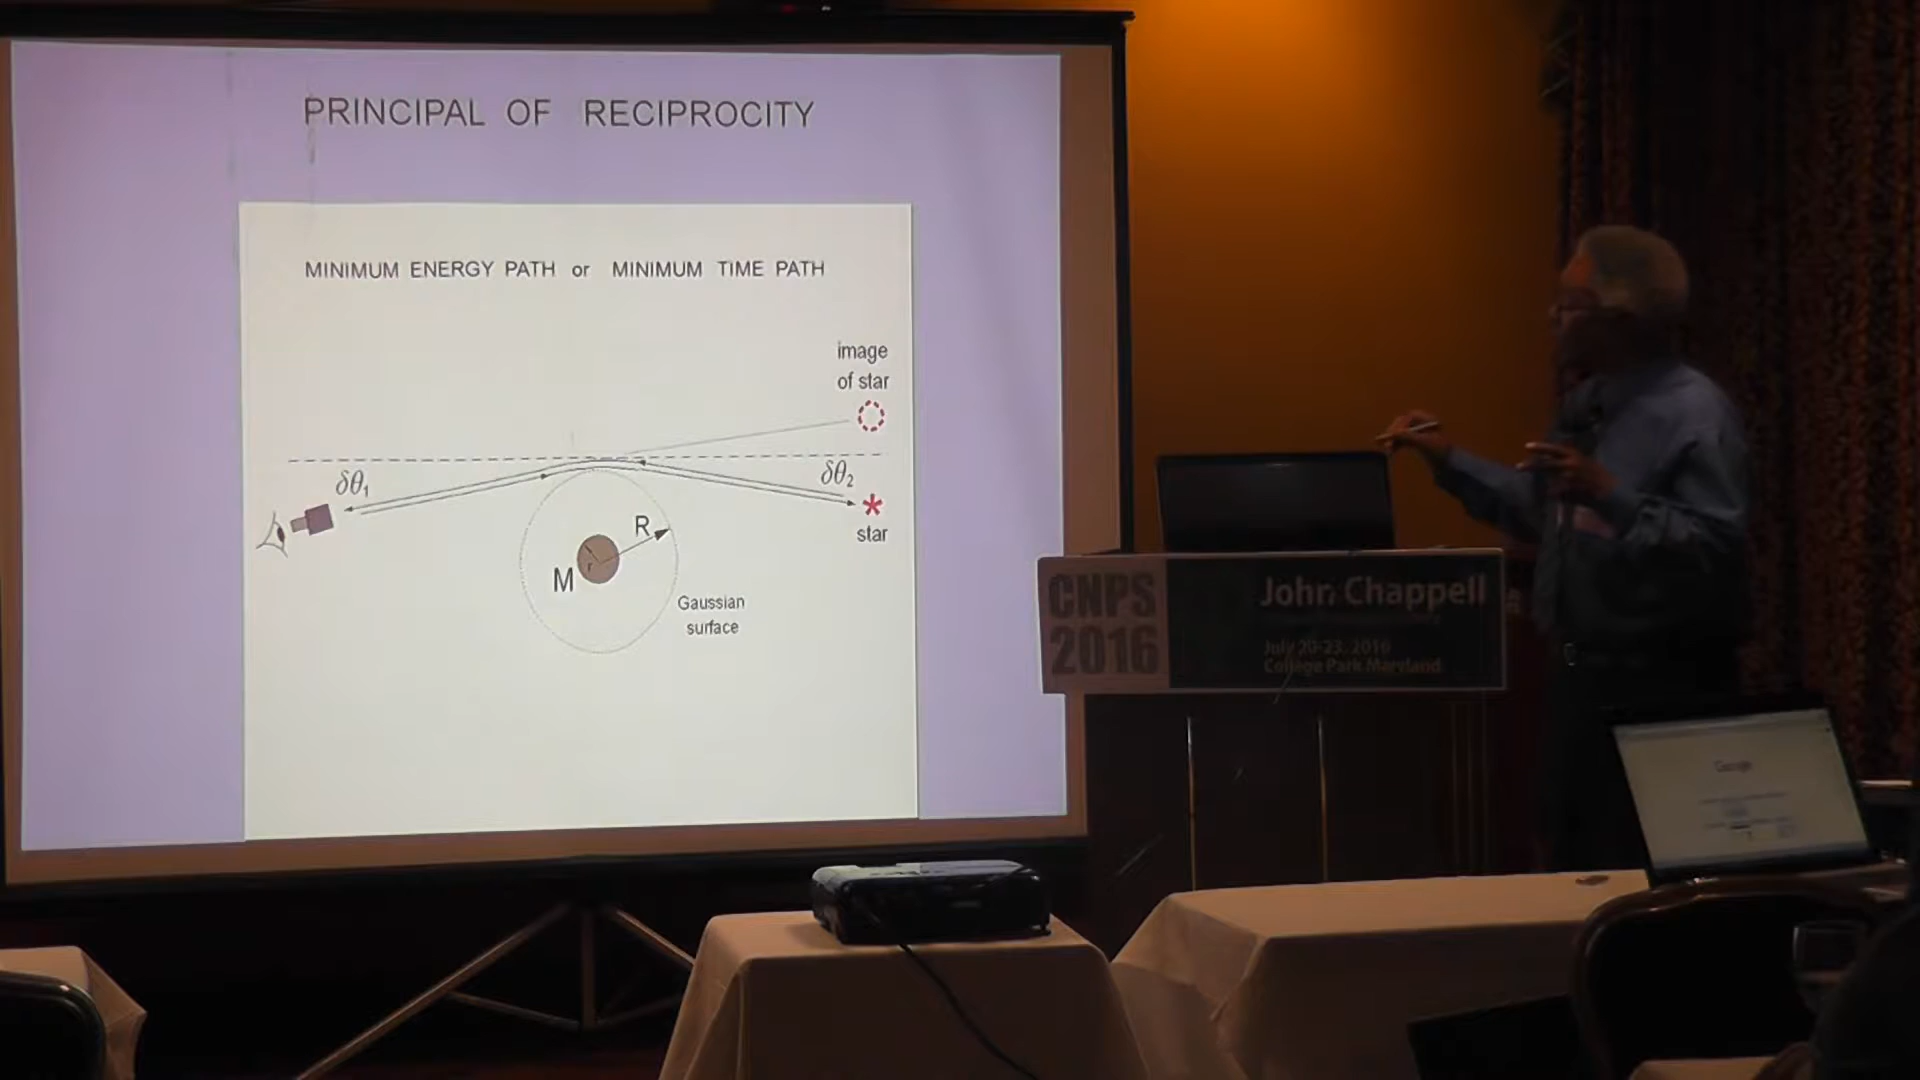 PRINCIPAL OF RECIPROCITY
MINIMUM ENERGY PATH or MINIMUM TIME PATH
image
of star
δθ₁
δθ₂
star
R
r
M
Gaussian
surface
CNPS
2016
John Chappell
July 20-23, 2016
College Park Maryland
Google